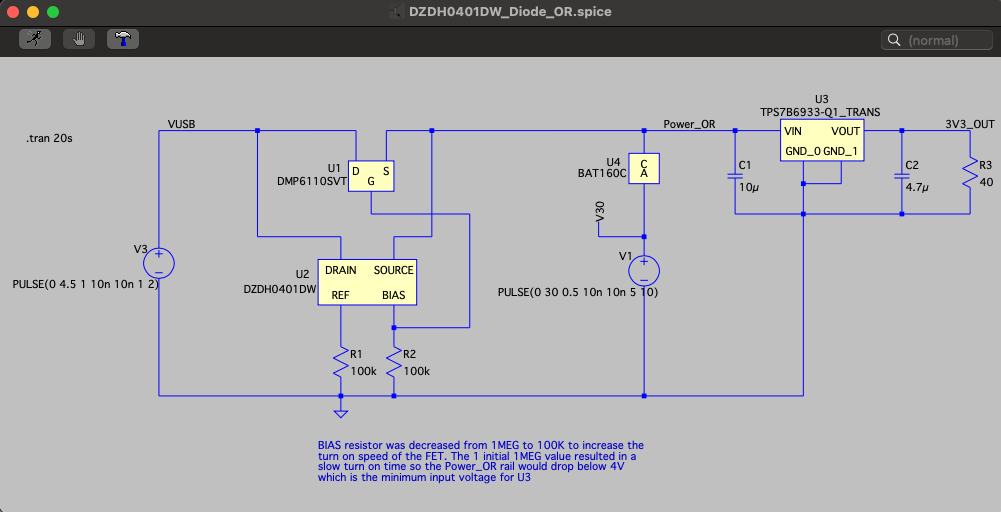 DZDH0401DW_Diode_OR.spice
(normal)
.tran 20s
VUSB
Power_OR
U3
TPS7B6933-Q1_TRANS
VIN VOUT
GND_0 GND_1
3V3_OUT
U1
DMP6110SVT
D S
G
U4
BAT160C
C
A
C1
10µ
C2
4.7µ
R3
40
V30
V3
PULSE(0 4.5 1 10n 10n 1 2)
U2
DZDH0401DW
DRAIN SOURCE
REF BIAS
V1
PULSE(0 30 0.5 10n 10n 5 10)
R1
100k
R2
100k
BIAS resistor was decreased from 1MEG to 100K to increase the
turn on speed of the FET. The 1 initial 1MEG value resulted in a
slow turn on time so the Power_OR rail would drop below 4V
which is the minimum input voltage for U3